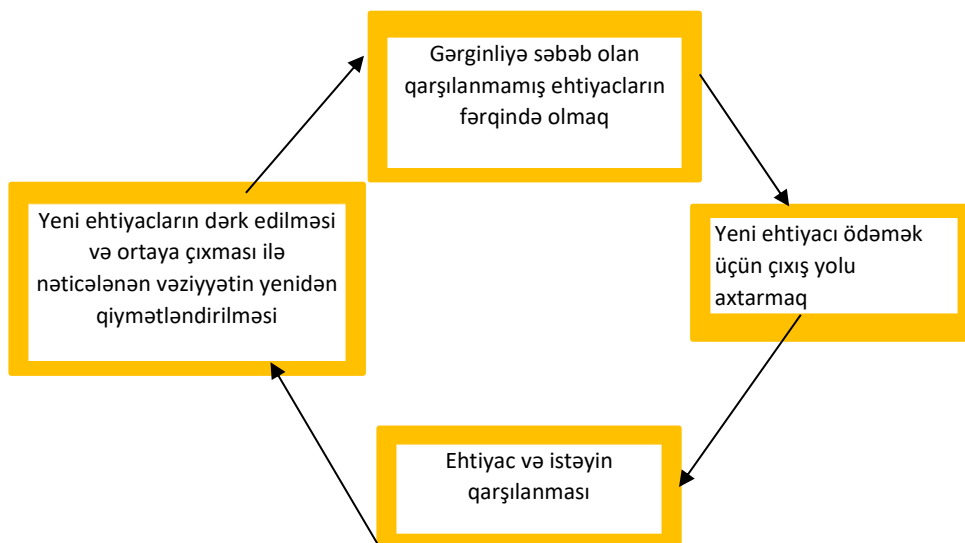 Gərginliyə səbəb olan
qarşılanmamış ehtiyacların
fərqində olmaq
Yeni ehtiyacı ödəmək
üçün çıxış yolu
axtarmaq
Ehtiyac və istəyin
qarşılanması
Yeni ehtiyacların dərk edilməsi
və ortaya çıxması ilə
nəticələnən vəziyyətin yenidən
qiymətləndirilməsi